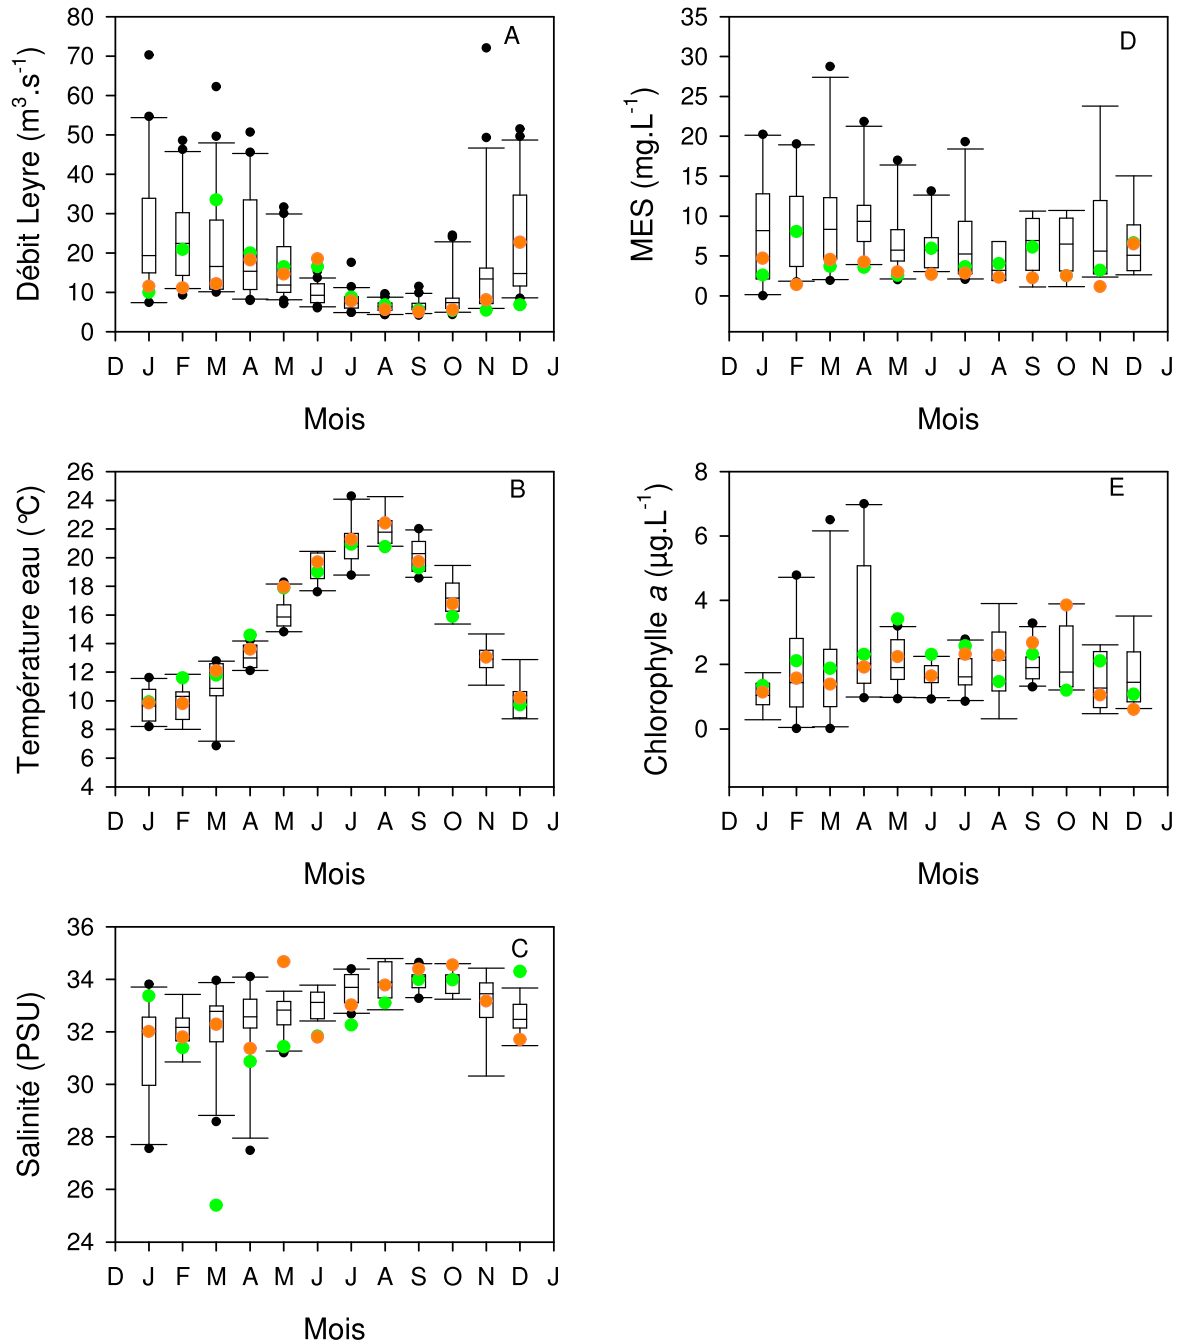 A
Débit Leyre (m³.s⁻¹)
80
70
60
50
40
30
20
10
0
D J F M A M J J A S O N D J
Mois
D
MES (mg.L⁻¹)
35
30
25
20
15
10
5
0
D J F M A M J J A S O N D J
Mois
B
Température eau (°C)
26
24
22
20
18
16
14
12
10
8
6
4
D J F M A M J J A S O N D J
Mois
E
Chlorophylle a (µg.L⁻¹)
8
6
4
2
0
D J F M A M J J A S O N D J
Mois
C
Salinité (PSU)
36
34
32
30
28
26
24
D J F M A M J J A S O N D J
Mois